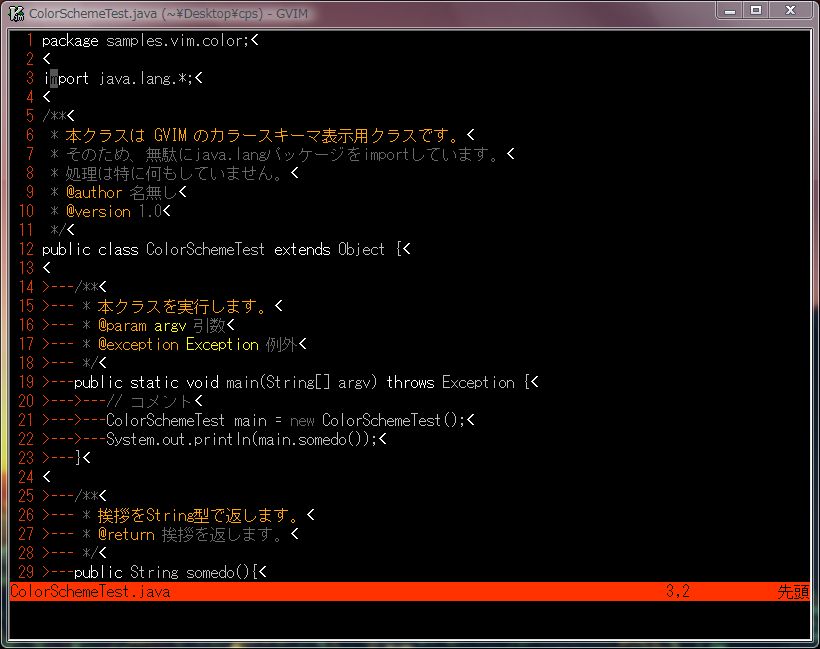 ColorSchemeTest.java (~¥Desktop¥cps) - GVIM
1 package samples.vim.color;<
2 <
3 import java.lang.*;<
4 <
5 /**<
6  * 本クラスは GVIM のカラースキーマ表示用クラスです。<
7  * そのため、無駄にjava.langパッケージをimportしています。<
8  * 処理は特に何もしていません。<
9  * @author 名無し<
10  * @version 1.0<
11  */<
12 public class ColorSchemeTest extends Object {<
13 <
14 >---/**<
15 >--- * 本クラスを実行します。<
16 >--- * @param argv 引数<
17 >--- * @exception Exception 例外<
18 >--- */<
19 >---public static void main(String[] argv) throws Exception {<
20 >--->---// コメント<
21 >--->---ColorSchemeTest main = new ColorSchemeTest();<
22 >--->---System.out.println(main.somedo());<
23 >---}<
24 <
25 >---/**<
26 >--- * 挨拶をString型で返します。<
27 >--- * @return 挨拶を返します。<
28 >--- */<
29 >---public String somedo(){<
ColorSchemeTest.java 3,2 先頭